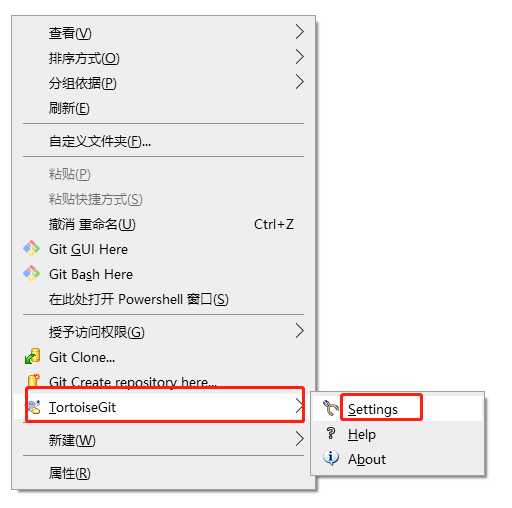 查看(V)
排序方式(O)
分组依据(P)
刷新(E)
自定义文件夹(F)...
粘贴(P)
粘贴快捷方式(S)
撤消 重命名(U) Ctrl+Z
Git GUI Here
Git Bash Here
在此处打开 Powershell 窗口(S)
授予访问权限(G)
Git Clone...
Git Create repository here...
TortoiseGit
Settings
Help
新建(W)
About
属性(R)